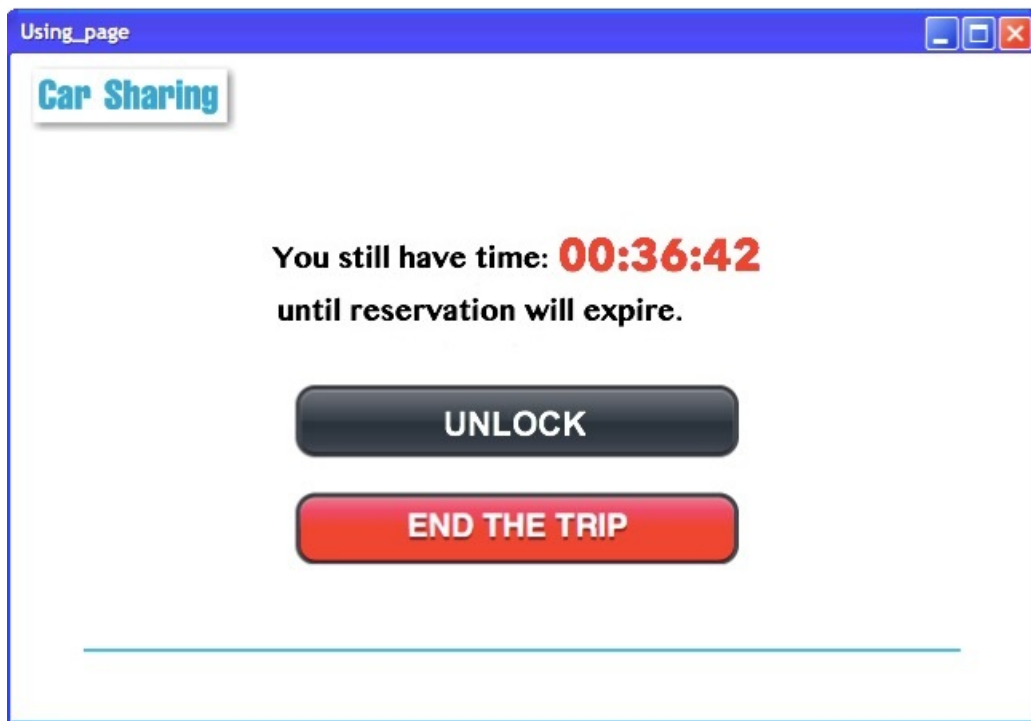 Using_page
Car Sharing
You still have time: 00:36:42
until reservation will expire.
UNLOCK
END THE TRIP